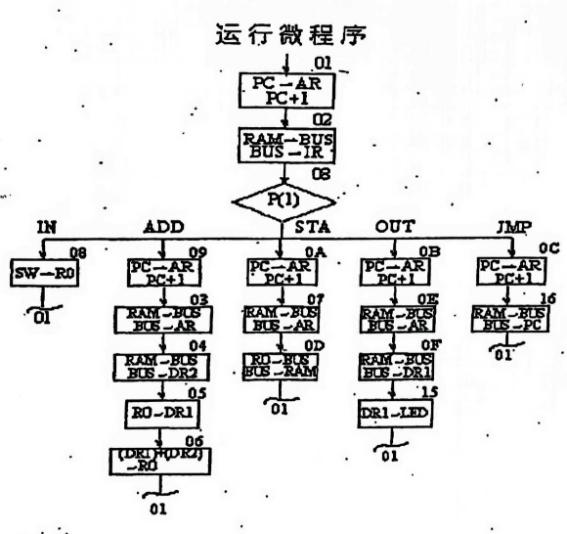 运行微程序
01
PC→AR
PC+1
02
RAM→BUS
BUS→IR
08
P(1)
IN ADD STA OUT JMP
08 09 0A 0B 0C
SW→R0 PC→AR PC→AR PC→AR PC→AR
PC+1 PC+1 PC+1 PC+1
01 03 07 0E 16
RAM→BUS RAM→BUS RAM→BUS RAM→BUS
BUS→AR BUS→AR BUS→AR BUS→PC
04 0D 0F 01
RAM→BUS R0→BUS RAM→BUS
BUS→DR2 BUS→RAM BUS→DR1
05 01 15
R0→DR1 DR1→LED
06 01
(DR1)+(DR2)
→R0
01